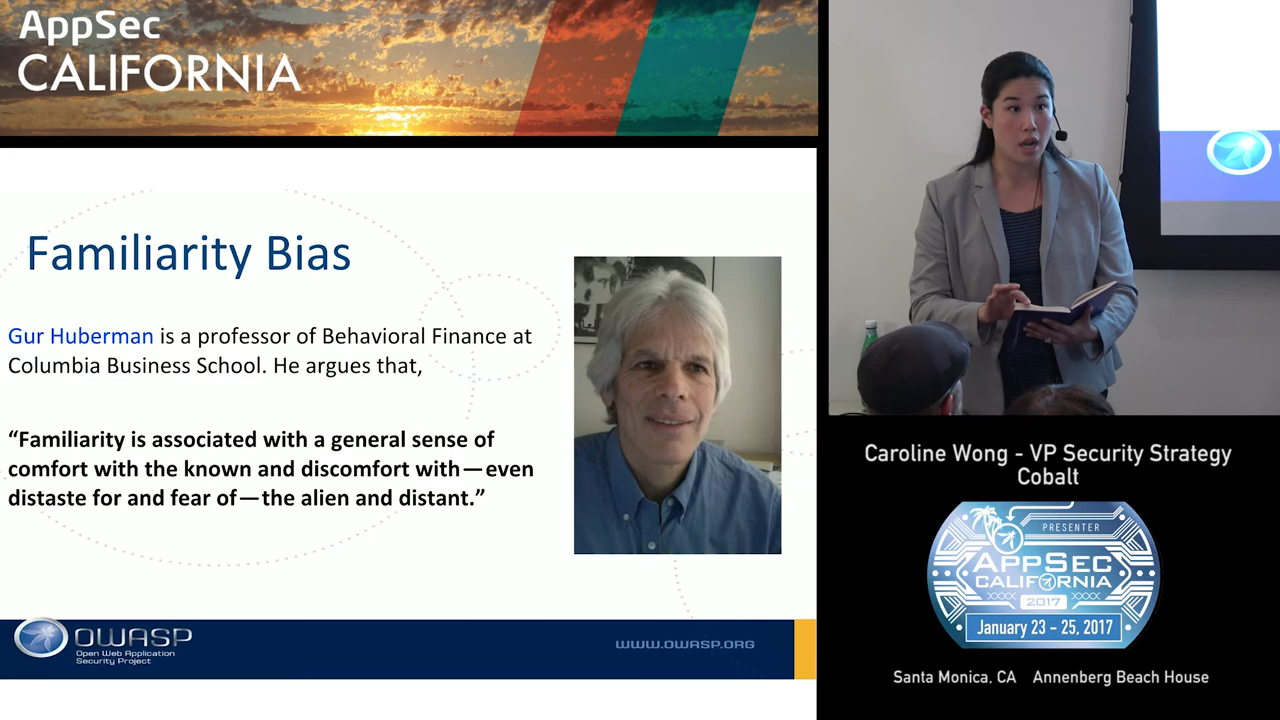 AppSec
CALIFORNIA
Familiarity Bias
Gur Huberman is a professor of Behavioral Finance at
Columbia Business School. He argues that,
“Familiarity is associated with a general sense of
comfort with the known and discomfort with—even
distaste for and fear of—the alien and distant.”
OWASP
Open Web Application
Security Project
WWW.OWASP.ORG
Caroline Wong - VP Security Strategy
Cobalt
PRESENTER
APPSEC
CALIFORNIA
2017
January 23 - 25, 2017
Santa Monica, CA Annenberg Beach House